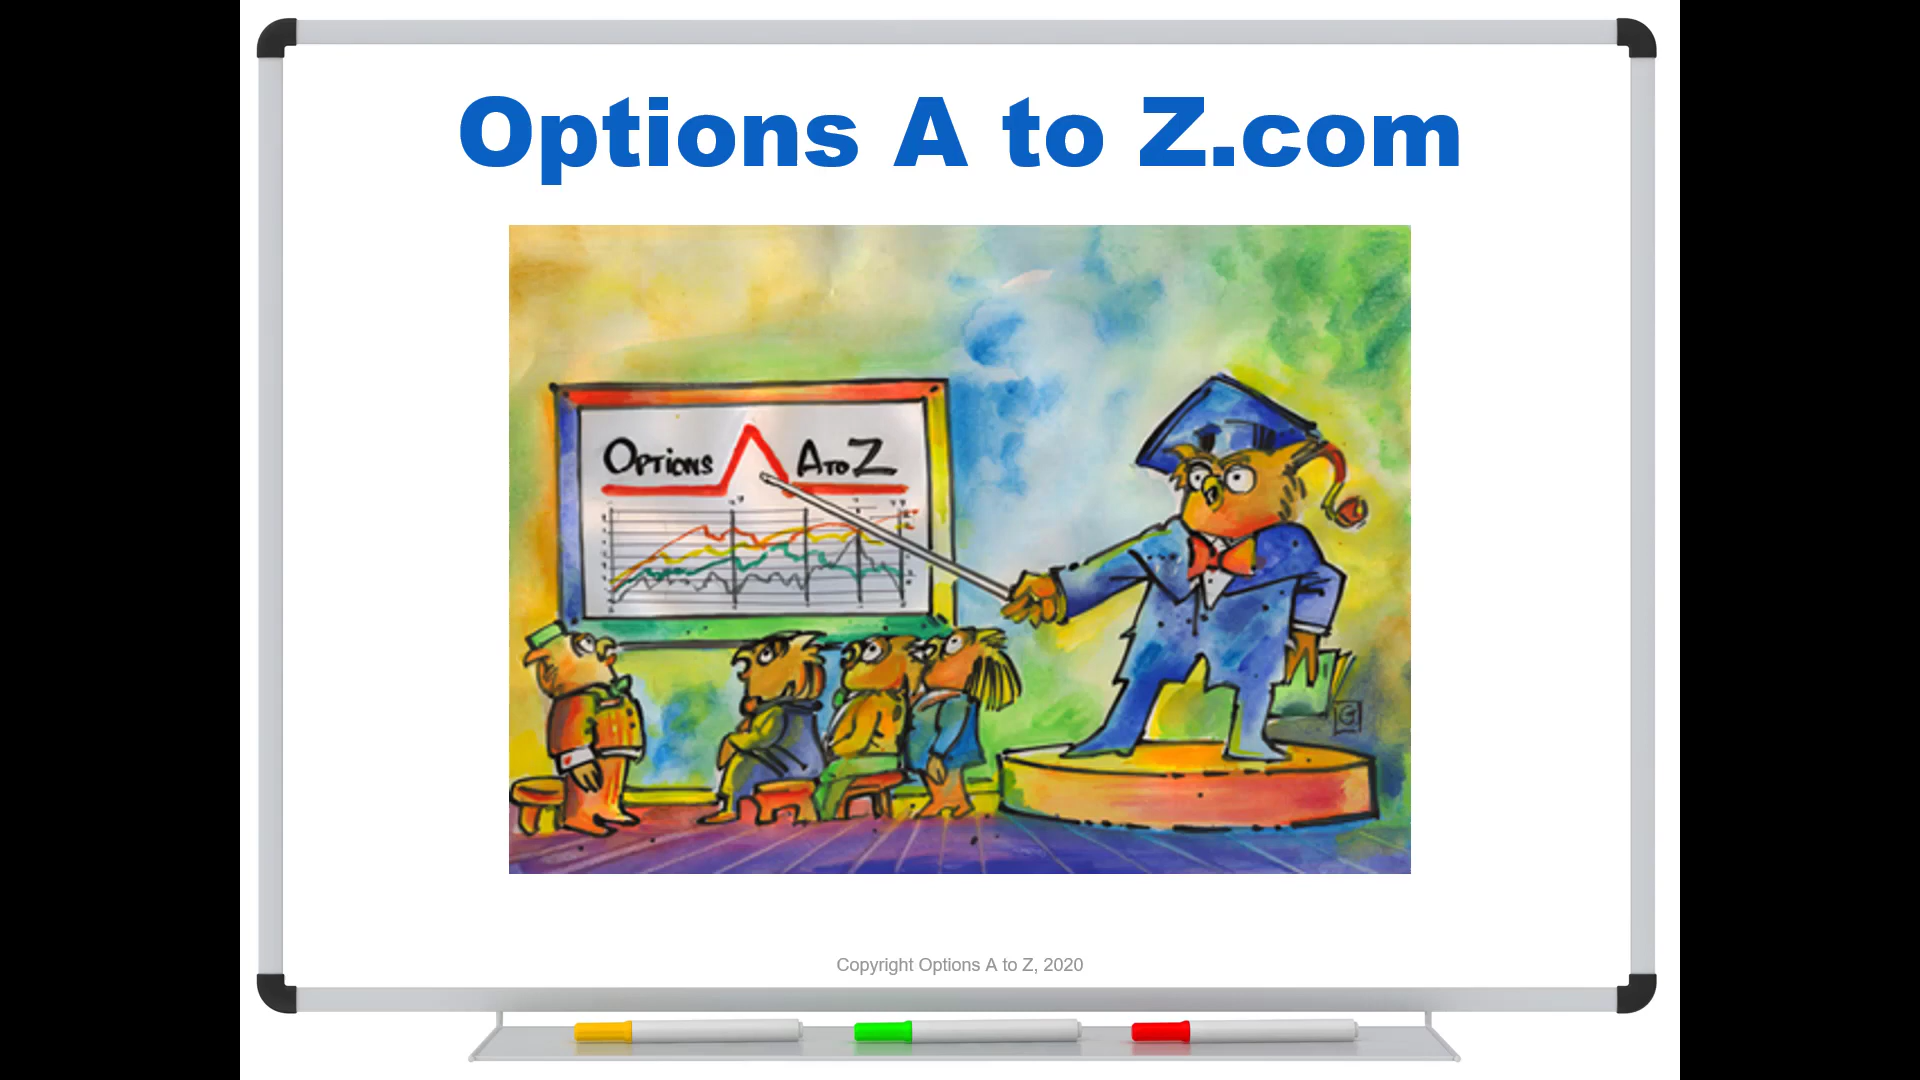 Options A to Z.com
OPTIONS A TO Z
G
Copyright Options A to Z, 2020